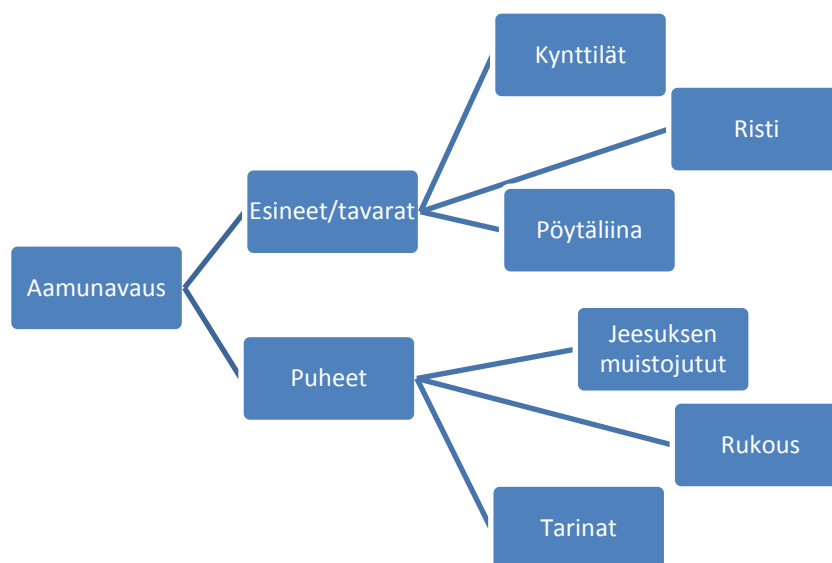 Kynttilät
Risti
Esineet/tavarat
Pöytäliina
Aamunavaus
Jeesuksen
muistojutut
Puheet
Rukous
Tarinat